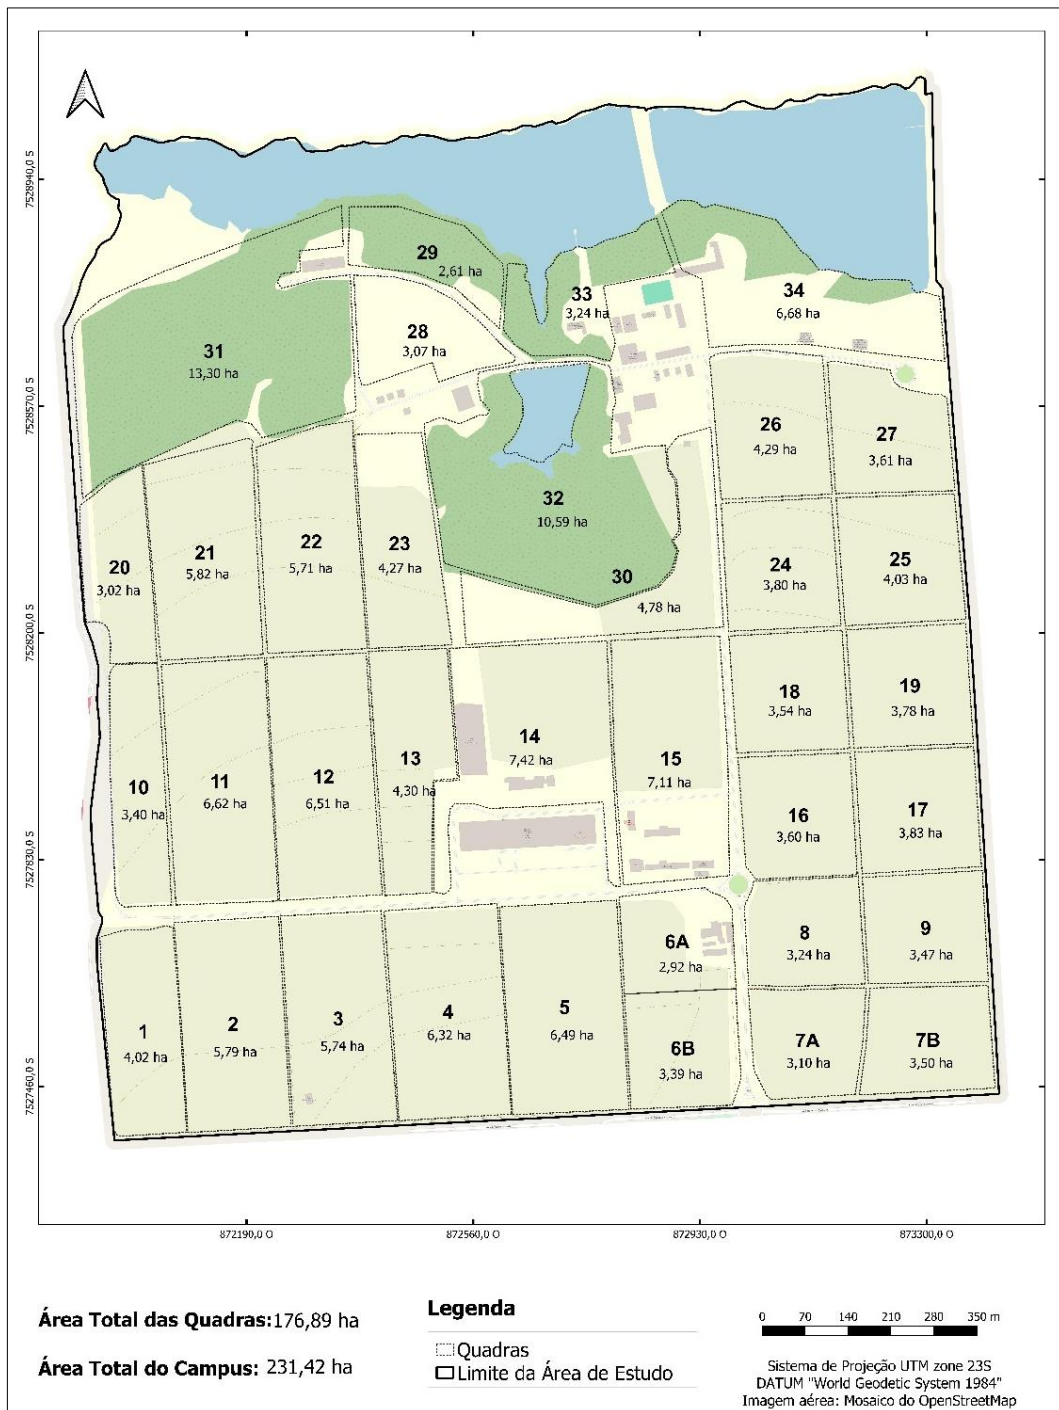 29
2,61 ha
33
3,24 ha
34
6,68 ha
28
3,07 ha
31
13,30 ha
26
4,29 ha
27
3,61 ha
32
10,59 ha
20
3,02 ha
21
5,82 ha
22
5,71 ha
23
4,27 ha
30
4,78 ha
24
3,80 ha
25
4,03 ha
18
3,54 ha
19
3,78 ha
14
7,42 ha
15
7,11 ha
10
3,40 ha
11
6,62 ha
12
6,51 ha
13
4,30 ha
16
3,60 ha
17
3,83 ha
6A
2,92 ha
8
3,24 ha
9
3,47 ha
1
4,02 ha
2
5,79 ha
3
5,74 ha
4
6,32 ha
5
6,49 ha
6B
3,39 ha
7A
3,10 ha
7B
3,50 ha
7528940,0 S
7528570,0 S
7528200,0 S
7527830,0 S
7527460,0 S
872190,0 O
872560,0 O
872930,0 O
873300,0 O
Área Total das Quadras:176,89 ha
Área Total do Campus: 231,42 ha
Legenda
Quadras
Limite da Área de Estudo
0 70 140 210 280 350 m
Sistema de Projeção UTM zone 23S
DATUM "World Geodetic System 1984"
Imagem aérea: Mosaico do OpenStreetMap